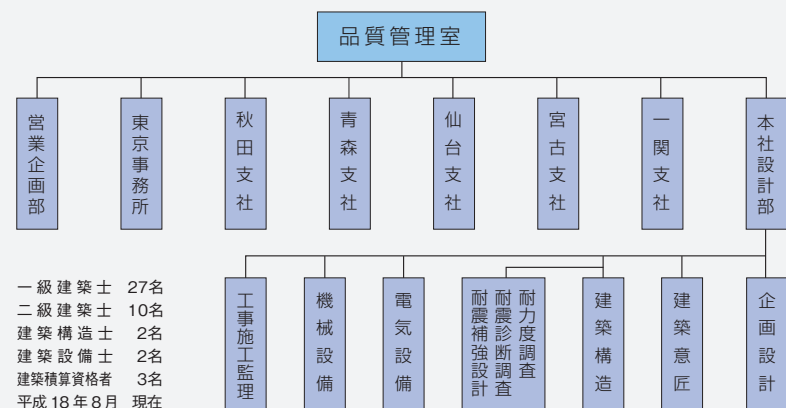 品質管理室
営業企画部
東京事務所
秋田支社
青森支社
仙台支社
宮古支社
一関支社
本社設計部
工事施工監理
機械設備
電気設備
耐力度調査
耐震診断調査
耐震補強設計
建築構造
建築意匠
企画設計
一級建築士 27名
二級建築士 10名
建築構造士 2名
建築設備士 2名
建築積算資格者 3名
平成18年8月 現在